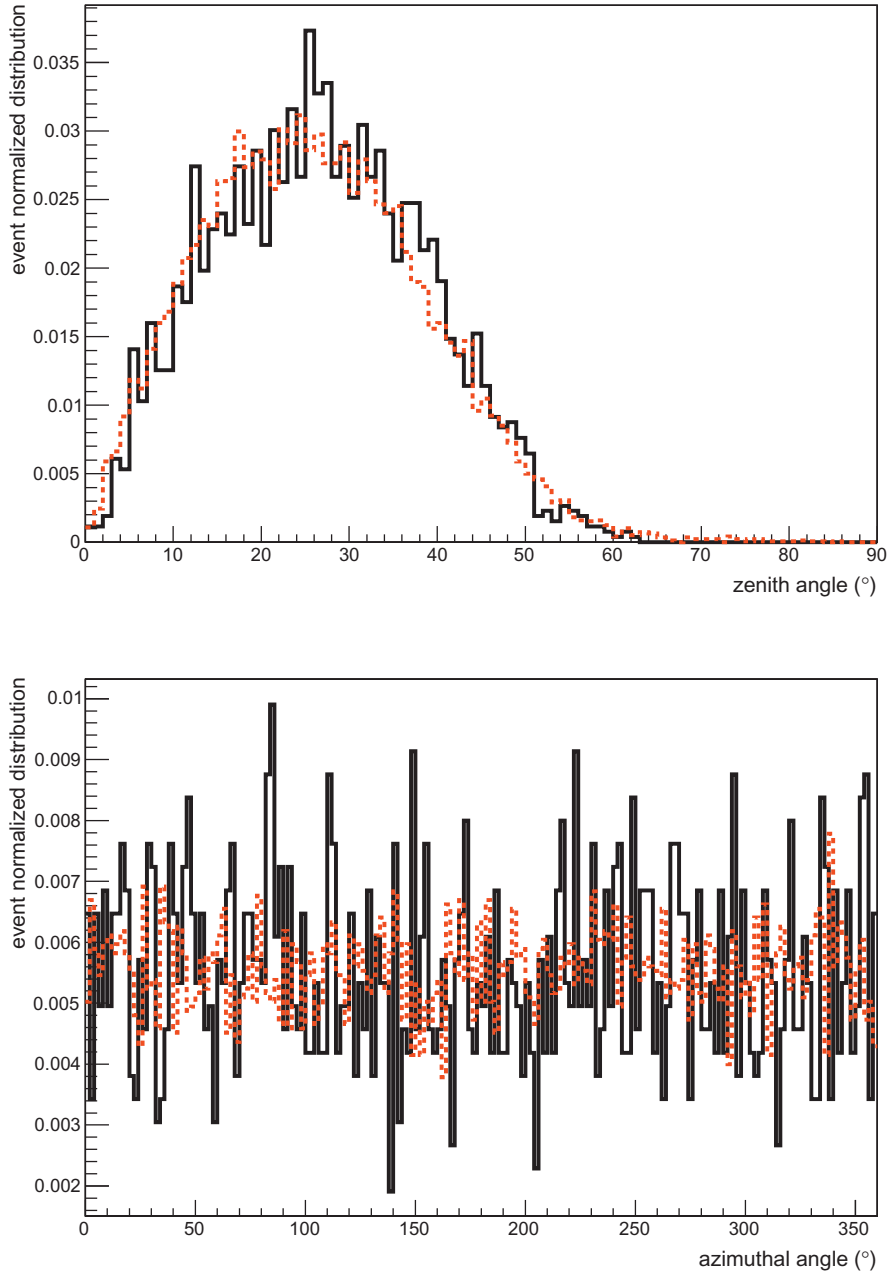 event normalized distribution
0.035
0.03
0.025
0.02
0.015
0.01
0.005
0
0 10 20 30 40 50 60 70 80 90
zenith angle (°)
event normalized distribution
0.01
0.009
0.008
0.007
0.006
0.005
0.004
0.003
0.002
0 50 100 150 200 250 300 350
azimuthal angle (°)